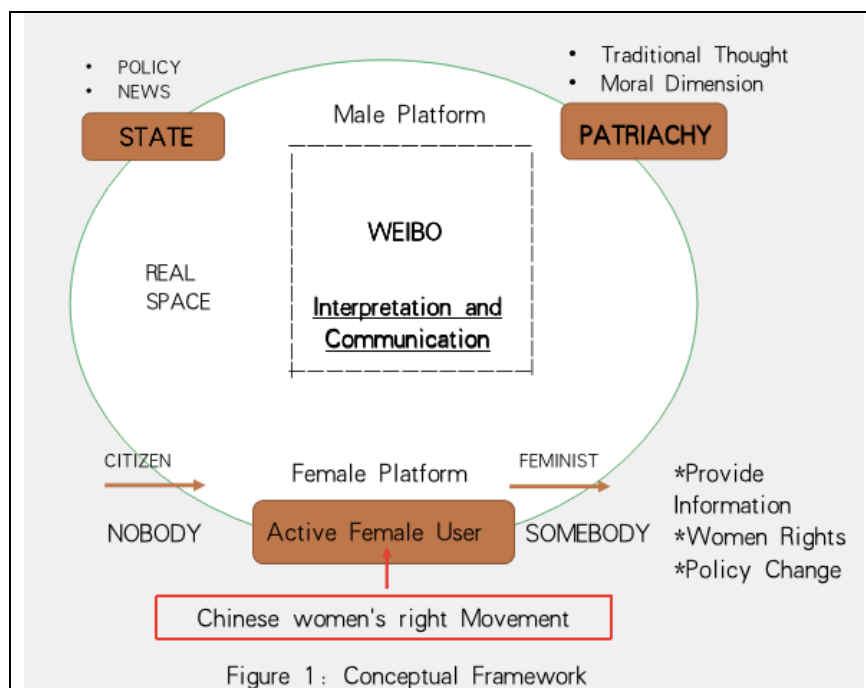 • POLICY
• NEWS
STATE
• Traditional Thought
• Moral Dimension
PATRIACHY
Male Platform
WEIBO
Interpretation and
Communication
REAL
SPACE
CITIZEN
NOBODY
Female Platform
Active Female User
FEMINIST
SOMEBODY
*Provide
Information
*Women Rights
*Policy Change
Chinese women's right Movement
Figure 1: Conceptual Framework